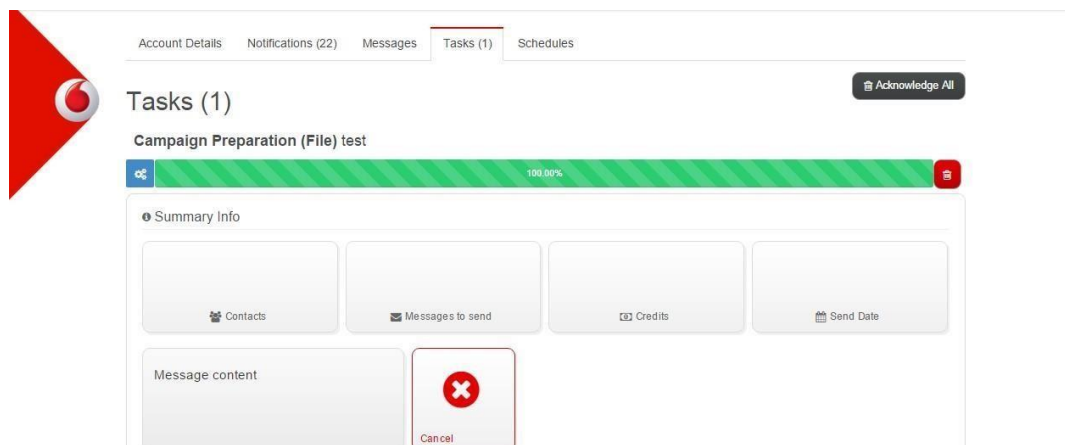 Account Details Notifications (22) Messages Tasks (1) Schedules
Acknowledge All
Tasks (1)
Campaign Preparation (File) test
100.00%
Summary Info
Contacts Messages to send Credits Send Date
Message content
Cancel